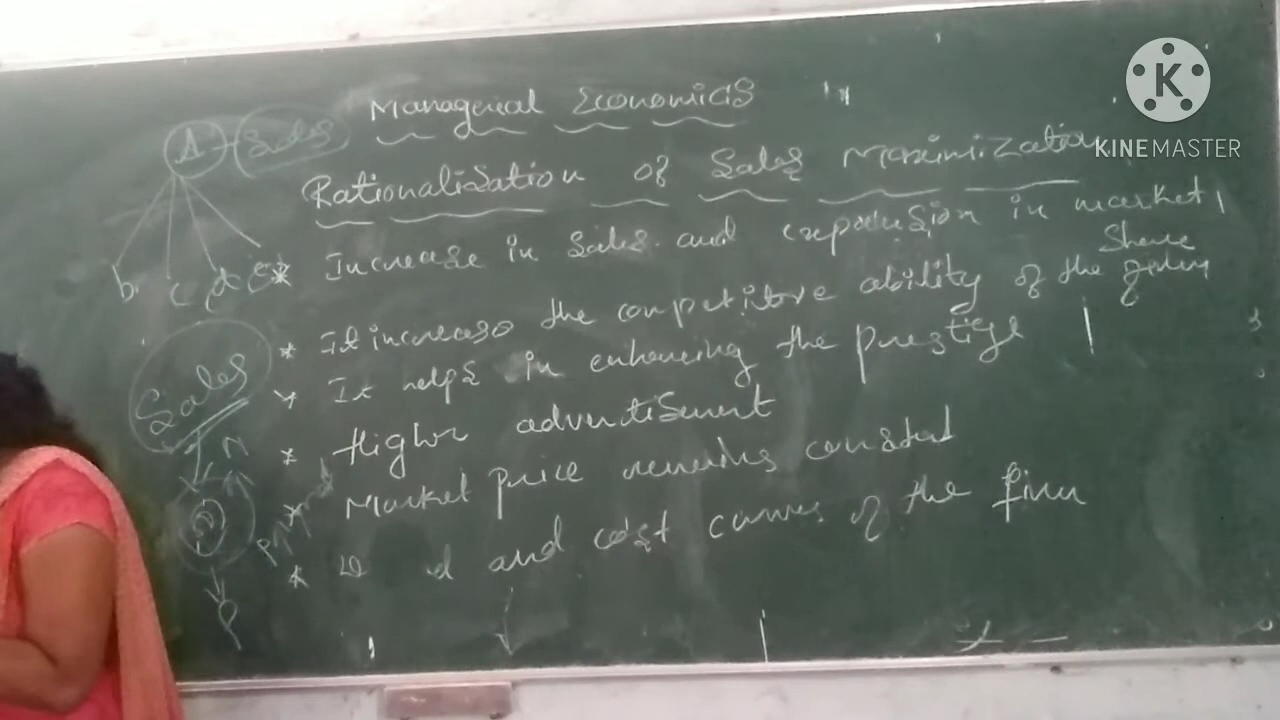 Managerial Economics
Rationalisation of Sales Maximization
* Increase in sales and expansion in market
Share
* It increases the competitive ability of the firm
* It helps in enhancing the prestige
* Higher advertisement
* Market price remains constant
* and cost curves of the firm
A Sales
b c d e
Sales
P
K
KINEMASTER